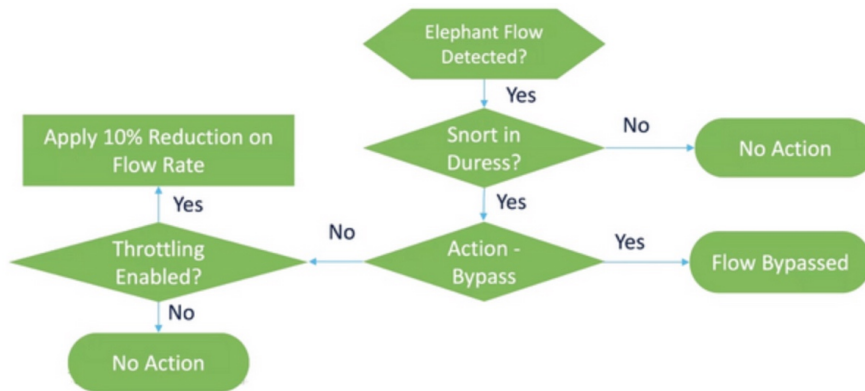 Elephant Flow
Detected?
Yes
Snort in
Duress?
No
No Action
Yes
Action -
Bypass
Yes
Flow Bypassed
No
Throttling
Enabled?
Yes
Apply 10% Reduction on
Flow Rate
No
No Action